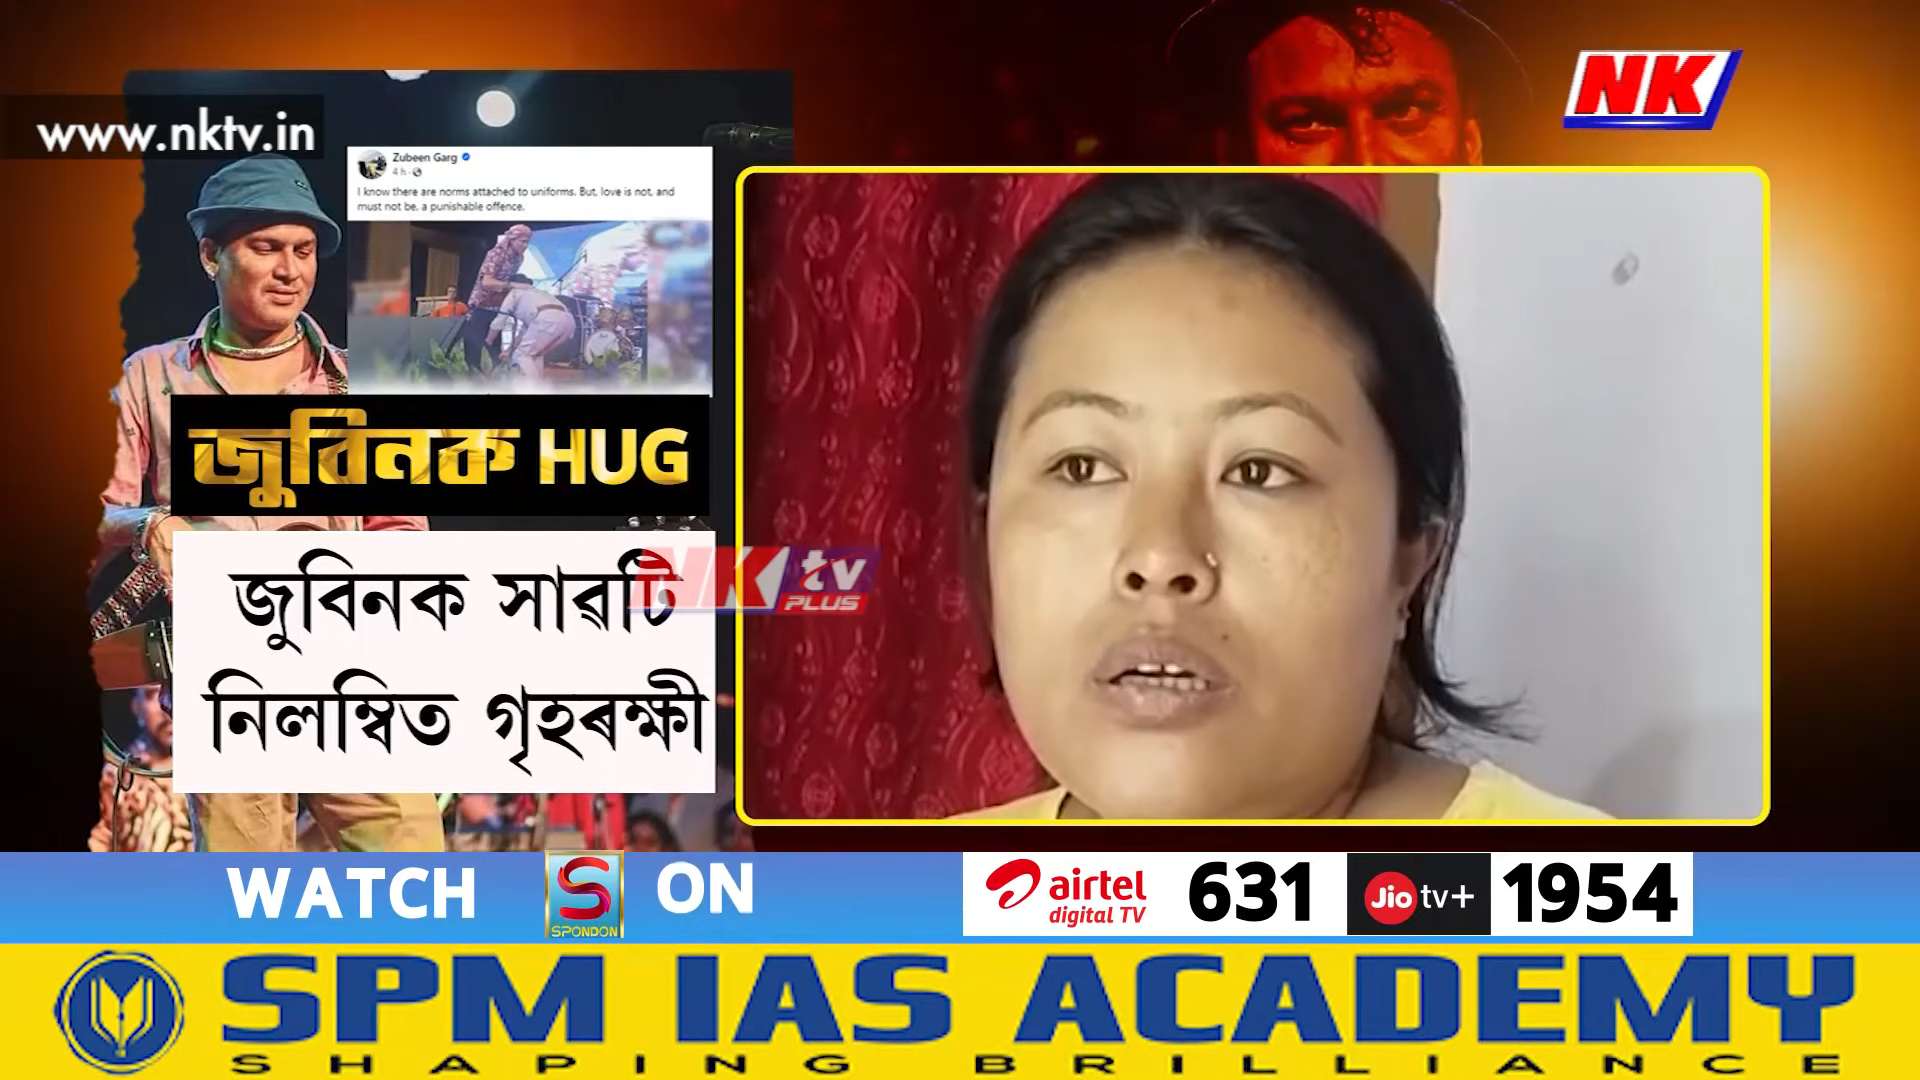 www.nktv.in
NK
Zubeen Garg
4 h
I know there are norms attached to uniforms. But, love is not, and
must not be, a punishable offence.
জুবিনক HUG
জুবিনক সাৱটি
নিলম্বিত গৃহৰক্ষী
NK tv
PLUS
WATCH S ON
SPONDON
airtel
digital TV
631
Jio tv+
1954
SPM IAS ACADEMY
SHAPING BRILLIANCE